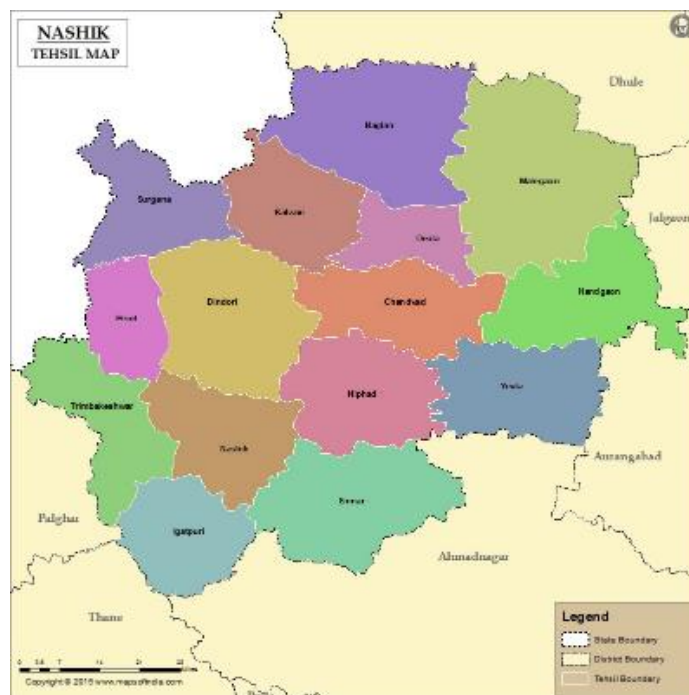 NASHIK
TEHSIL MAP
Dhule
Baglan
Malegaon
Surgana
Kalwan
Jalgaon
Deola
Nandgaon
Dindori
Chandvad
Peint
Yevla
Niphad
Trimbakeshwar
Nashik
Aurangabad
Sinnar
Palghar
Igatpuri
Ahmadnagar
Thane
Legend
State Boundary
District Boundary
Tehsil Boundary
Copyright © 2015 www.mapsofindia.com